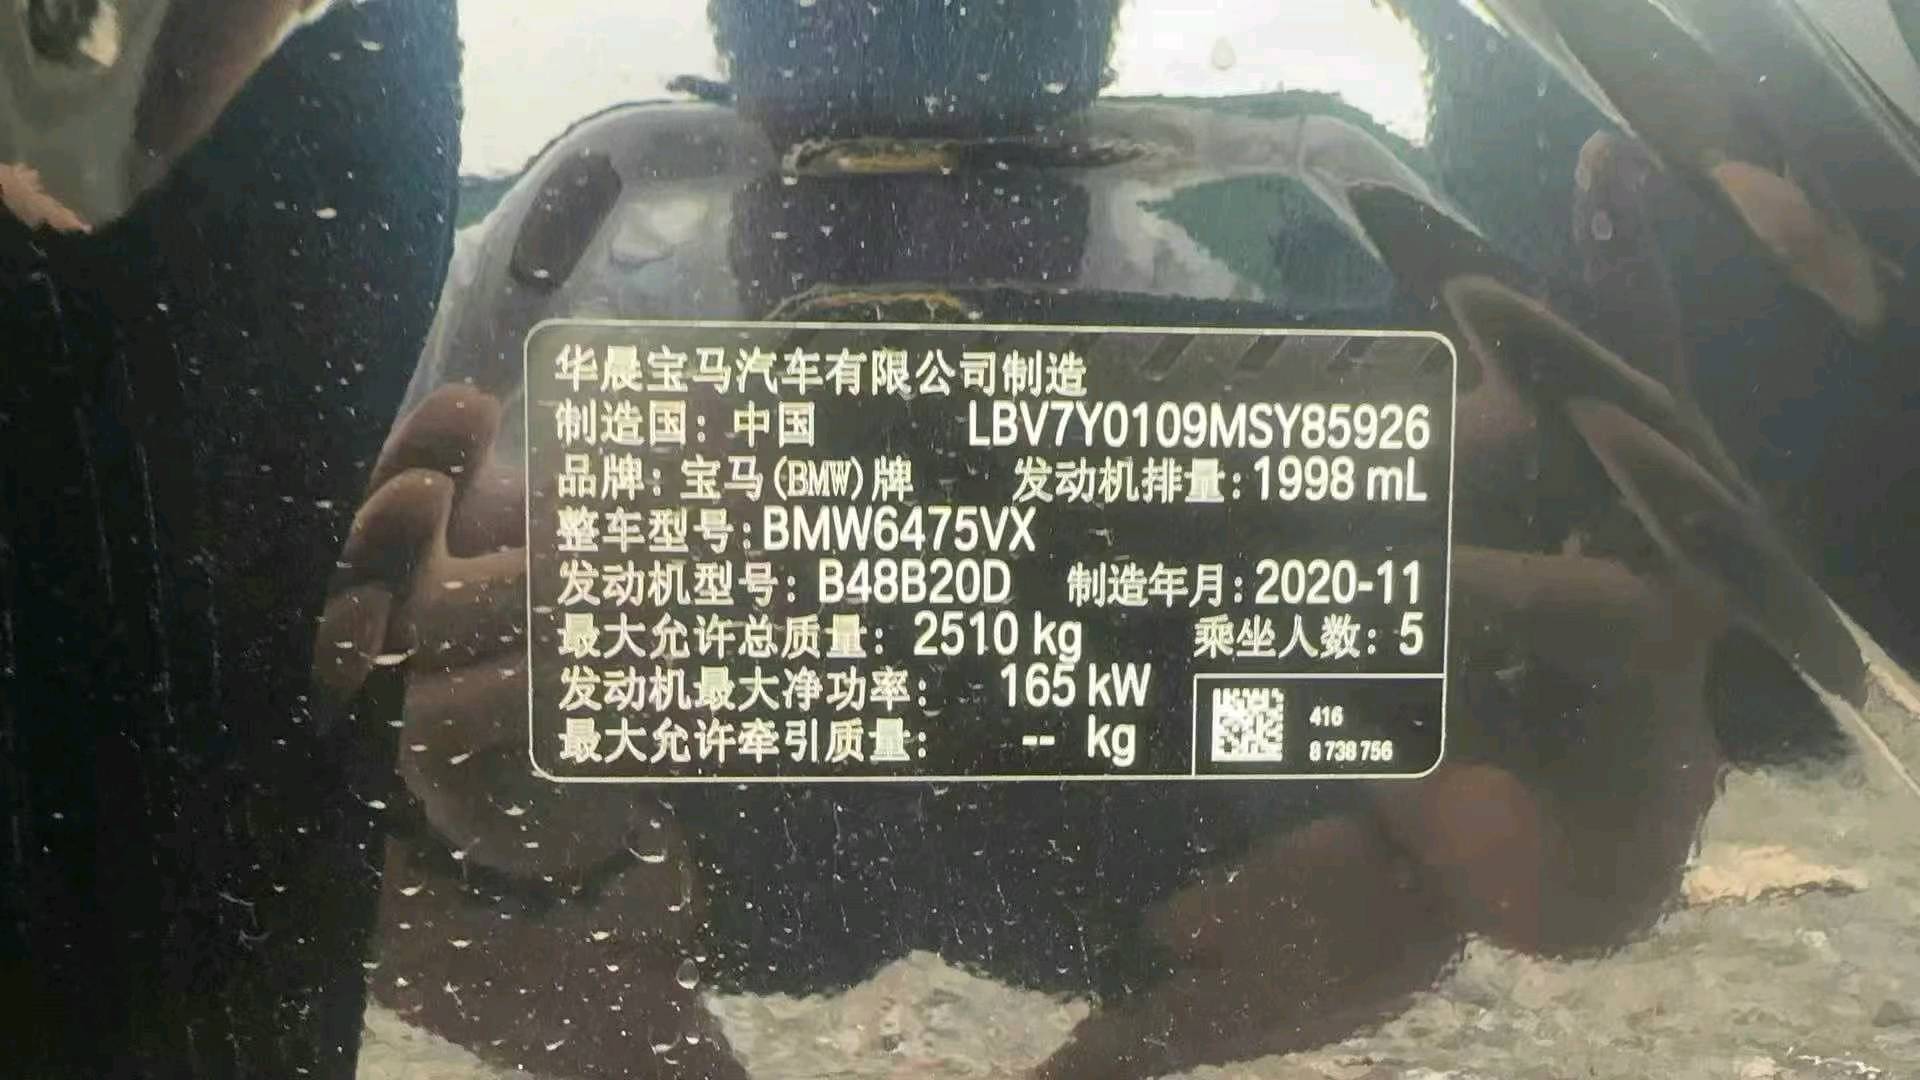 华晨宝马汽车有限公司制造
制造国：中国 LBV7Y0109MSY85926
品牌：宝马(BMW)牌 发动机排量：1998 mL
整车型号：BMW6475VX
发动机型号：B48B20D 制造年月：2020-11
最大允许总质量：2510 kg 乘坐人数：5
发动机最大净功率：165 kW
最大允许牵引质量：-- kg
416
8 738 756